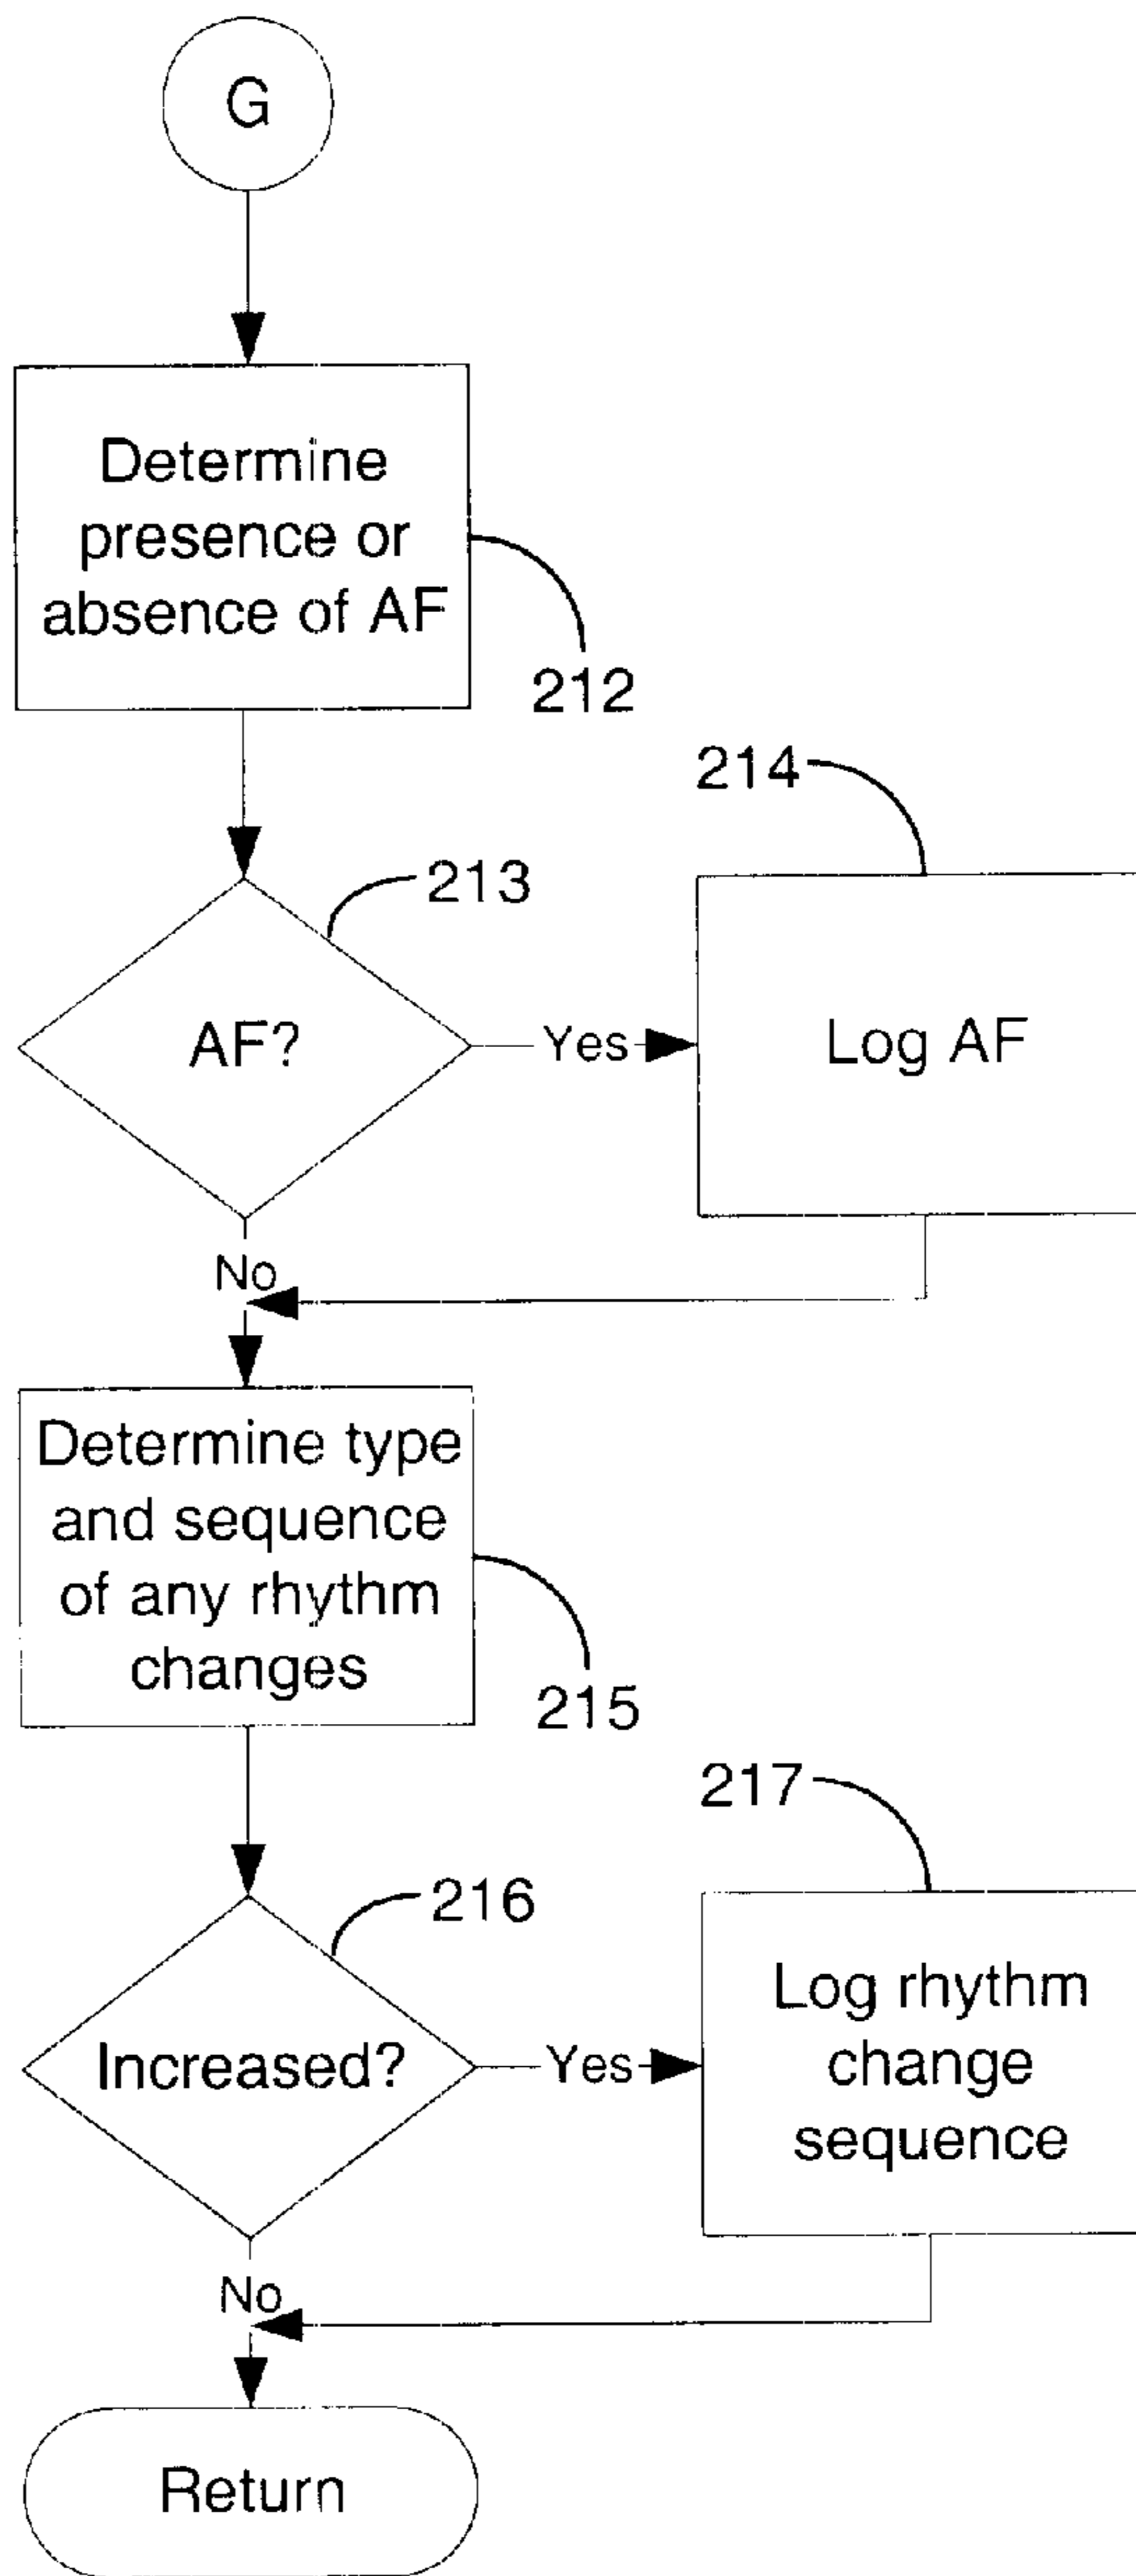 G
Determine
presence or
absence of AF
212
214
213
AF?
Yes
Log AF
No
Determine type
and sequence
of any rhythm
changes
215
217
216
Increased?
Yes
Log rhythm
change
sequence
No
Return